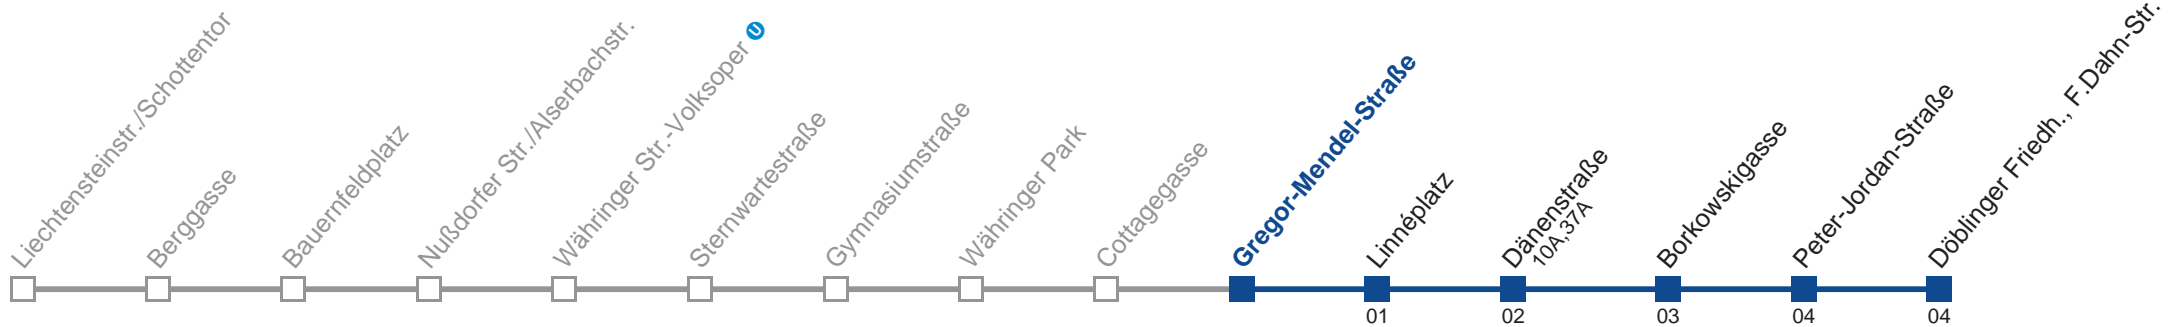 Liechtensteinstr./Schottentor
Berggasse
Bauernfeldplatz
Nußdorfer Str./Alserbachstr.
Währinger Str.-Volksoper U
Sternwartestraße
Gymnasiumstraße
Währinger Park
Cottagegasse
Gregor-Mendel-Straße
Linnéplatz
Dänenstraße
10A,37A
Borkowskigasse
Peter-Jordan-Straße
Döblinger Friedh., F.Dahn-Str.
01
02
03
04
04